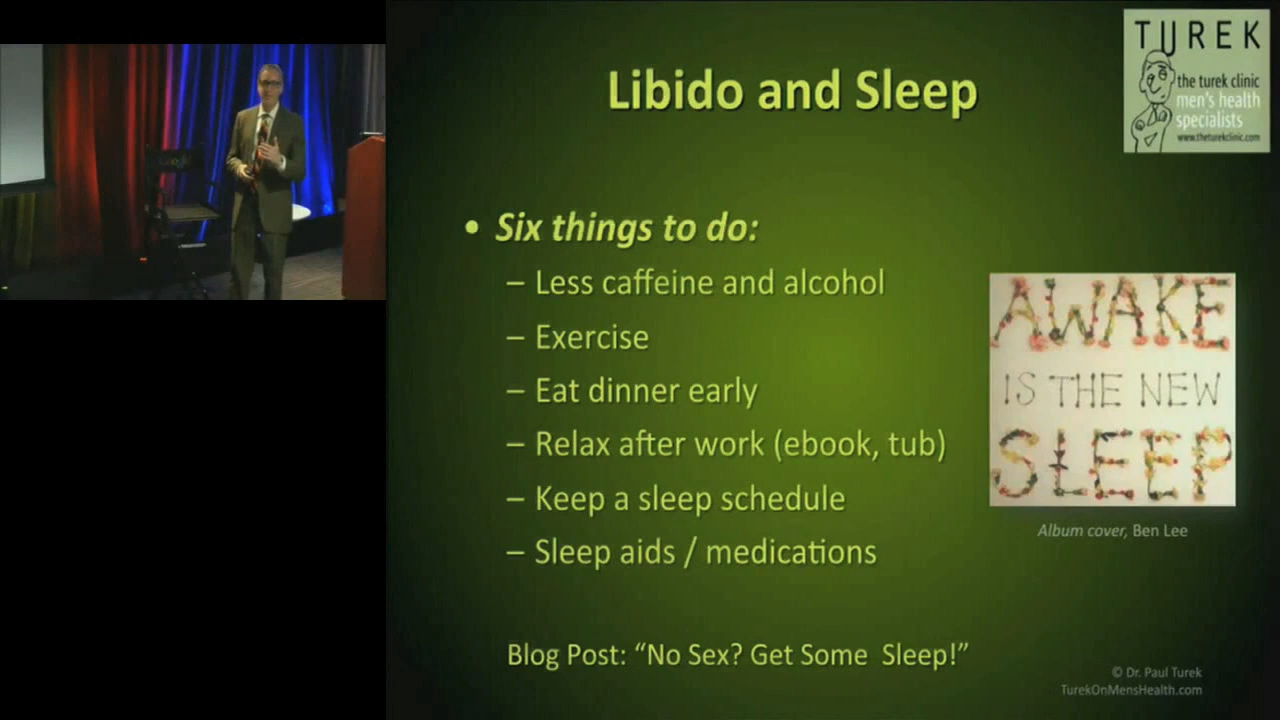 Google
TUREK
the turek clinic
men's health
specialists
www.theturekclinic.com
Libido and Sleep
• Six things to do:
– Less caffeine and alcohol
– Exercise
– Eat dinner early
– Relax after work (ebook, tub)
– Keep a sleep schedule
– Sleep aids / medications
AWAKE
IS THE NEW
SLEEP
Album cover, Ben Lee
Blog Post: “No Sex? Get Some Sleep!”
© Dr. Paul Turek
TurekOnMensHealth.com